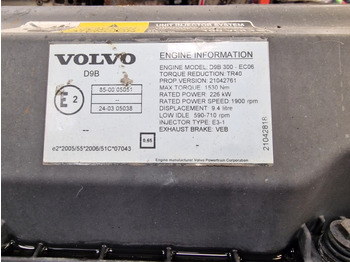 UNIT INJECTOR SYSTEM
VOLVO
D9B
E 2
85-00 05051
24-03 05038
e2*2005/55*2006/51C*07043
ENGINE INFORMATION
ENGINE MODEL: D9B 300 - EC06
TORQUE REDUCTION: TR40
PROP. VERSION: 21042761
MAX TORQUE: 1530 Nm
RATED POWER: 226 kW
RATED POWER SPEED: 1900 rpm
DISPLACEMENT: 9.4 litre
LOW IDLE: 590-710 rpm
INJECTOR TYPE: E3-1
EXHAUST BRAKE: VEB
0.95
21042818
Engine manufacturer Volvo Powertrain Corporation